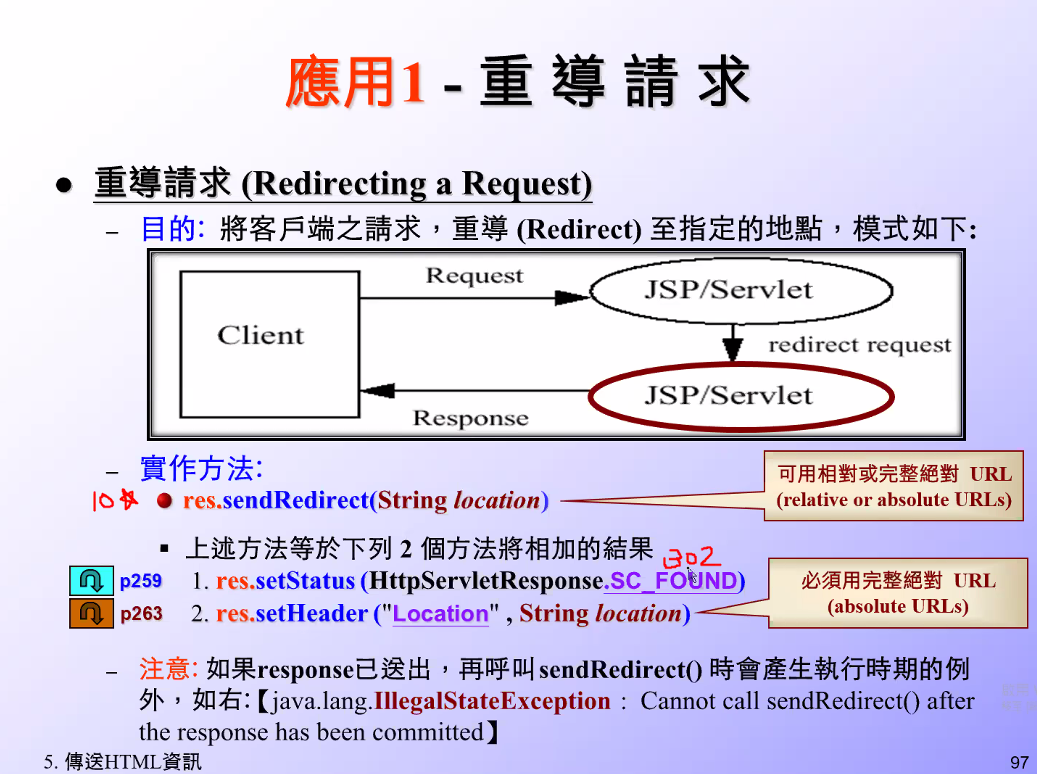 應用1 - 重 導 請 求
● 重導請求 (Redirecting a Request)
– 目的: 將客戶端之請求，重導 (Redirect) 至指定的地點，模式如下:
Request
JSP/Servlet
Client
redirect request
JSP/Servlet
Response
– 實作方法:
可用相對或完整絕對 URL
(relative or absolute URLs)
10★ ● res.sendRedirect(String location)
▪ 上述方法等於下列 2 個方法將相加的結果
302
p259 1. res.setStatus (HttpServletResponse.SC_FOUND)
必須用完整絕對 URL
(absolute URLs)
p263 2. res.setHeader ("Location" , String location)
– 注意: 如果response已送出，再呼叫sendRedirect() 時會產生執行時期的例
外，如右:【java.lang.IllegalStateException： Cannot call sendRedirect() after
the response has been committed】
5. 傳送HTML資訊
97